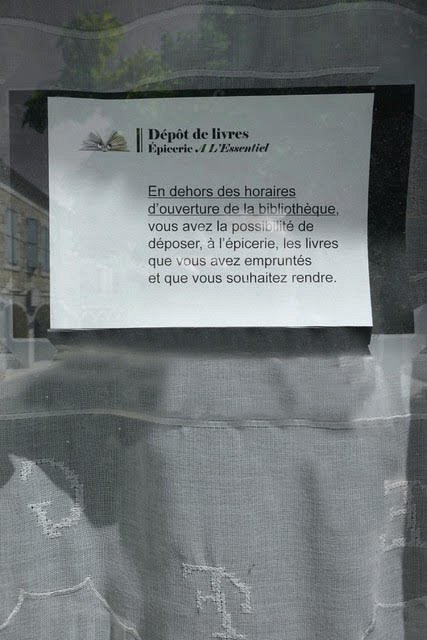 Dépôt de livres
Épicerie A L'Essentiel
En dehors des horaires
d'ouverture de la bibliothèque,
vous avez la possibilité de
déposer, à l'épicerie, les livres
que vous avez empruntés
et que vous souhaitez rendre.
T